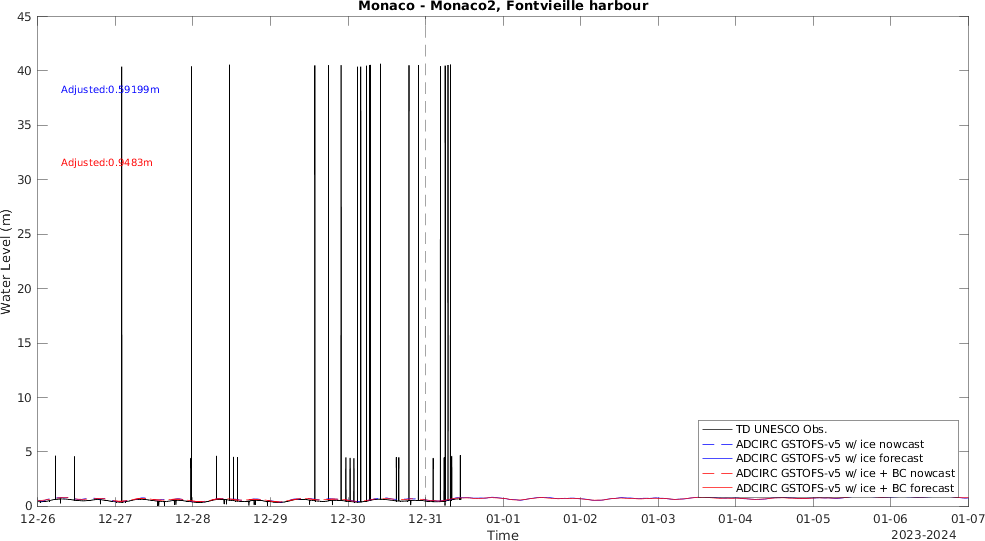 Monaco - Monaco2, Fontvieille harbour
45
40
35
30
25
20
15
10
5
0
Water Level (m)
Adjusted:0.59199m
Adjusted:0.9483m
TD UNESCO Obs.
ADCIRC GSTOFS-v5 w/ ice nowcast
ADCIRC GSTOFS-v5 w/ ice forecast
ADCIRC GSTOFS-v5 w/ ice + BC nowcast
ADCIRC GSTOFS-v5 w/ ice + BC forecast
12-26 12-27 12-28 12-29 12-30 12-31 01-01 01-02 01-03 01-04 01-05 01-06 01-07
Time
2023-2024